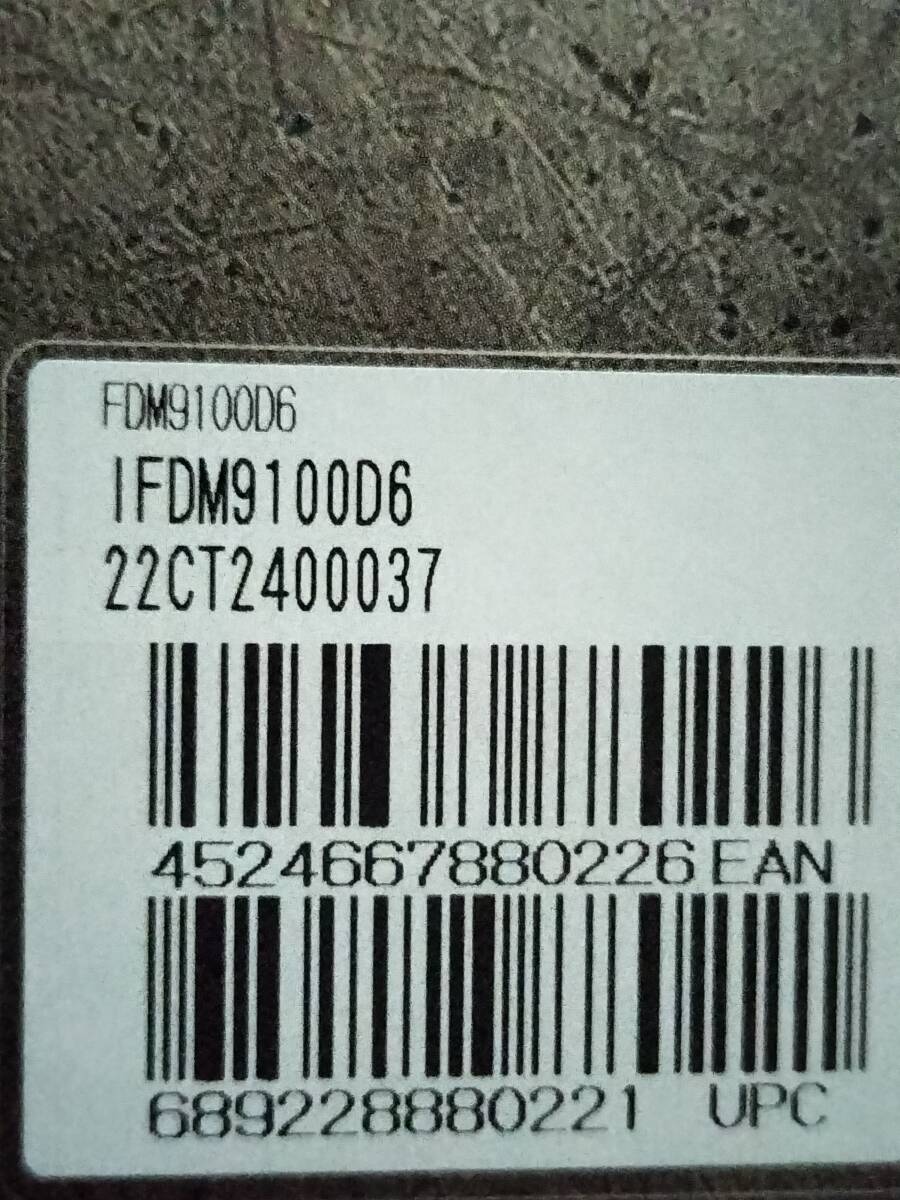 FDM9100D6
IFDM9100D6
22CT2400037
4524667880226 EAN
689228880221 UPC